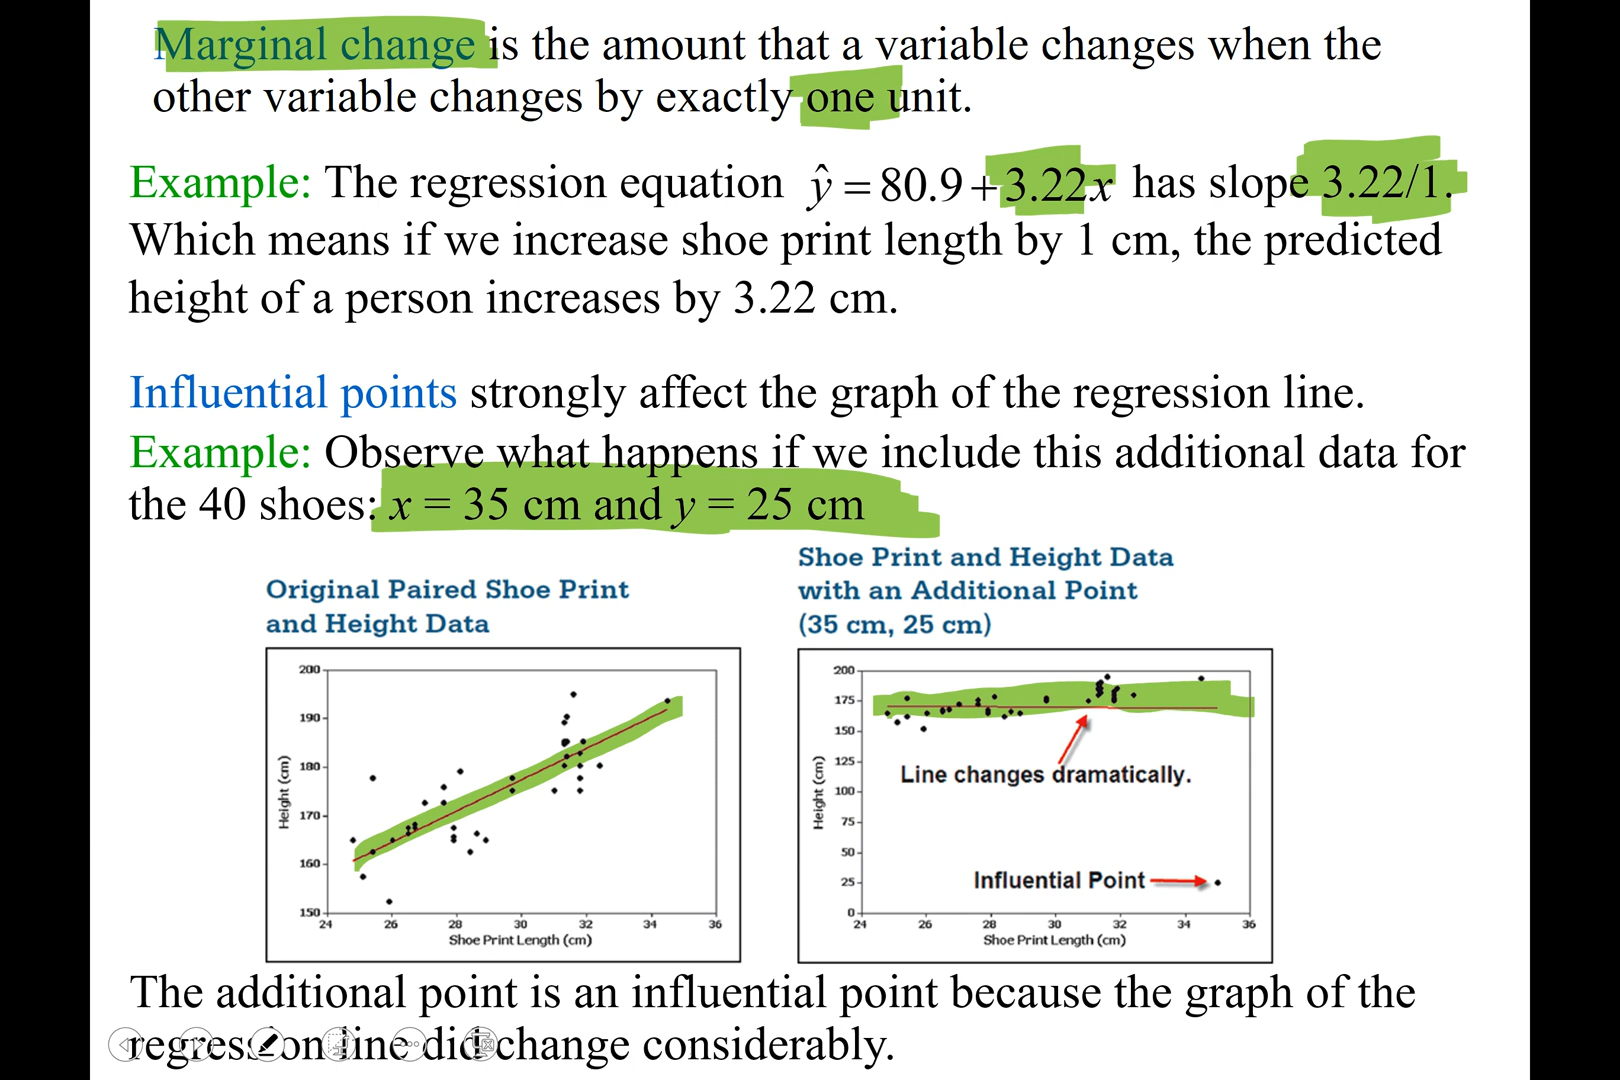 Marginal change is the amount that a variable changes when the
other variable changes by exactly one unit.
Example: The regression equation ŷ = 80.9 + 3.22x has slope 3.22/1.
Which means if we increase shoe print length by 1 cm, the predicted
height of a person increases by 3.22 cm.
Influential points strongly affect the graph of the regression line.
Example: Observe what happens if we include this additional data for
the 40 shoes: x = 35 cm and y = 25 cm
Original Paired Shoe Print
and Height Data
200
190
180
170
160
150
Height (cm)
24 26 28 30 32 34 36
Shoe Print Length (cm)
Shoe Print and Height Data
with an Additional Point
(35 cm, 25 cm)
200
175
150
125
100
75
50
25
0
Height (cm)
Line changes dramatically.
Influential Point
24 26 28 30 32 34 36
Shoe Print Length (cm)
The additional point is an influential point because the graph of the
regression line did change considerably.